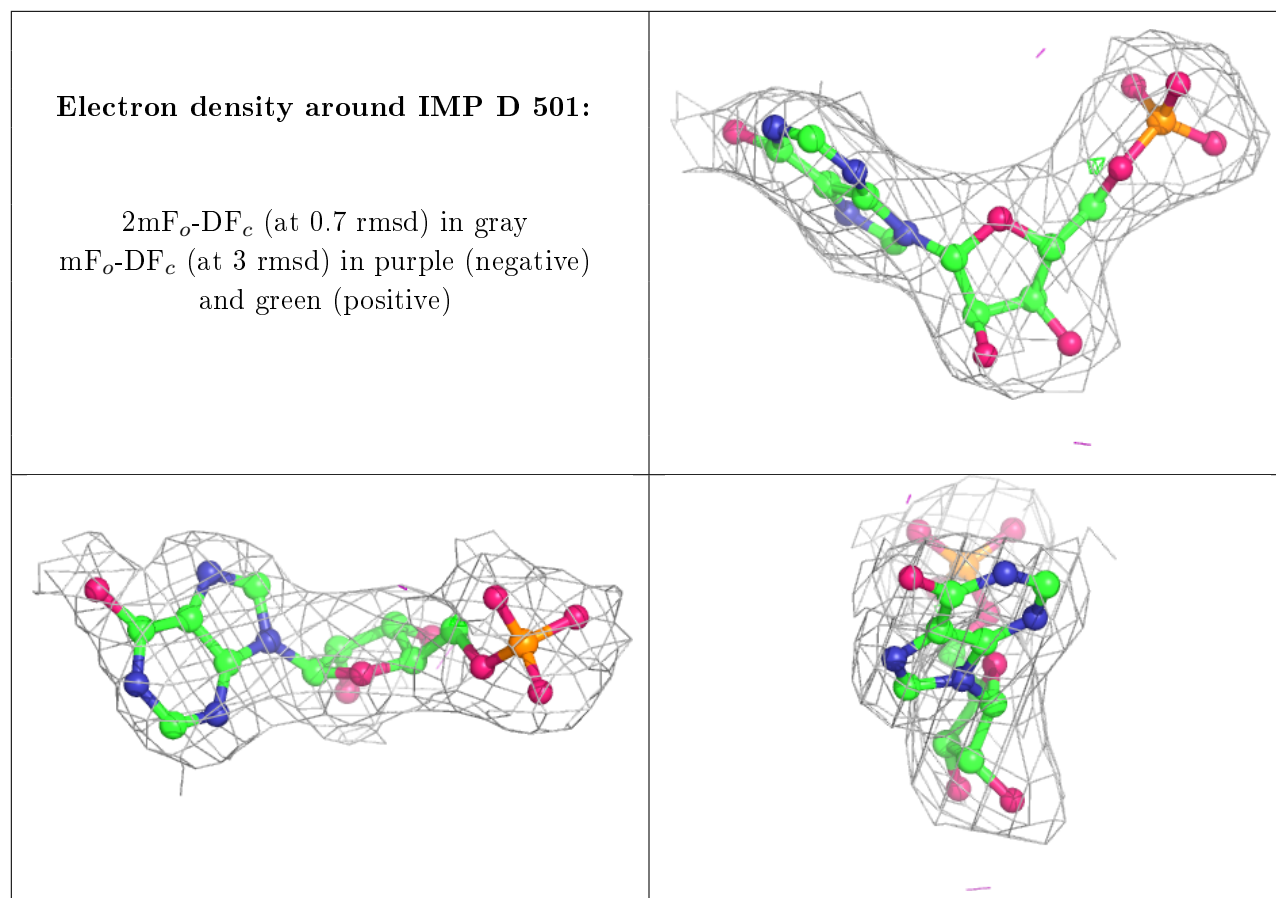 Electron density around IMP D 501:
2mFₒ-DF𝒸 (at 0.7 rmsd) in gray
mFₒ-DF𝒸 (at 3 rmsd) in purple (negative)
and green (positive)